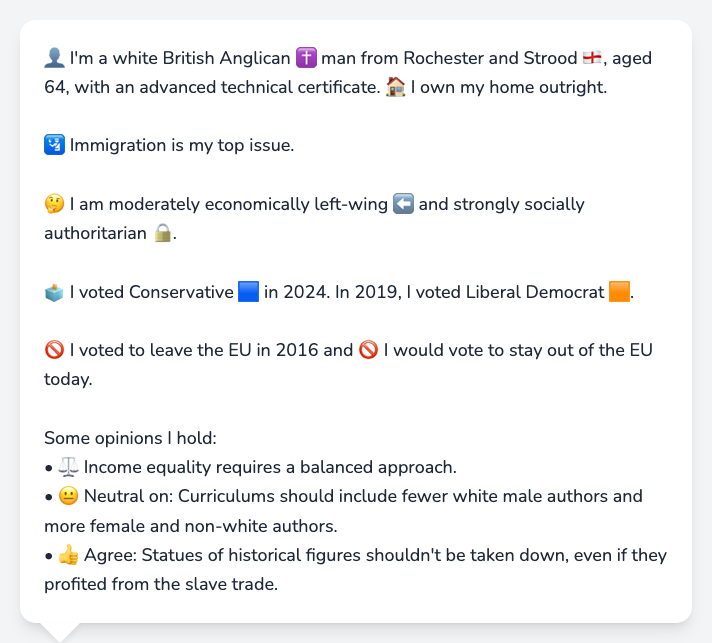 👤 I'm a white British Anglican ✝️ man from Rochester and Strood 🏴󠁧󠁢󠁥󠁮󠁧󠁿, aged
64, with an advanced technical certificate. 🏠 I own my home outright.
🛂 Immigration is my top issue.
🤔 I am moderately economically left-wing ⬅️ and strongly socially
authoritarian 🔒.
🗳️ I voted Conservative 🟦 in 2024. In 2019, I voted Liberal Democrat 🟧.
🚫 I voted to leave the EU in 2016 and 🚫 I would vote to stay out of the EU
today.
Some opinions I hold:
• ⚖️ Income equality requires a balanced approach.
• 😐 Neutral on: Curriculums should include fewer white male authors and
more female and non-white authors.
• 👍 Agree: Statues of historical figures shouldn't be taken down, even if they
profited from the slave trade.